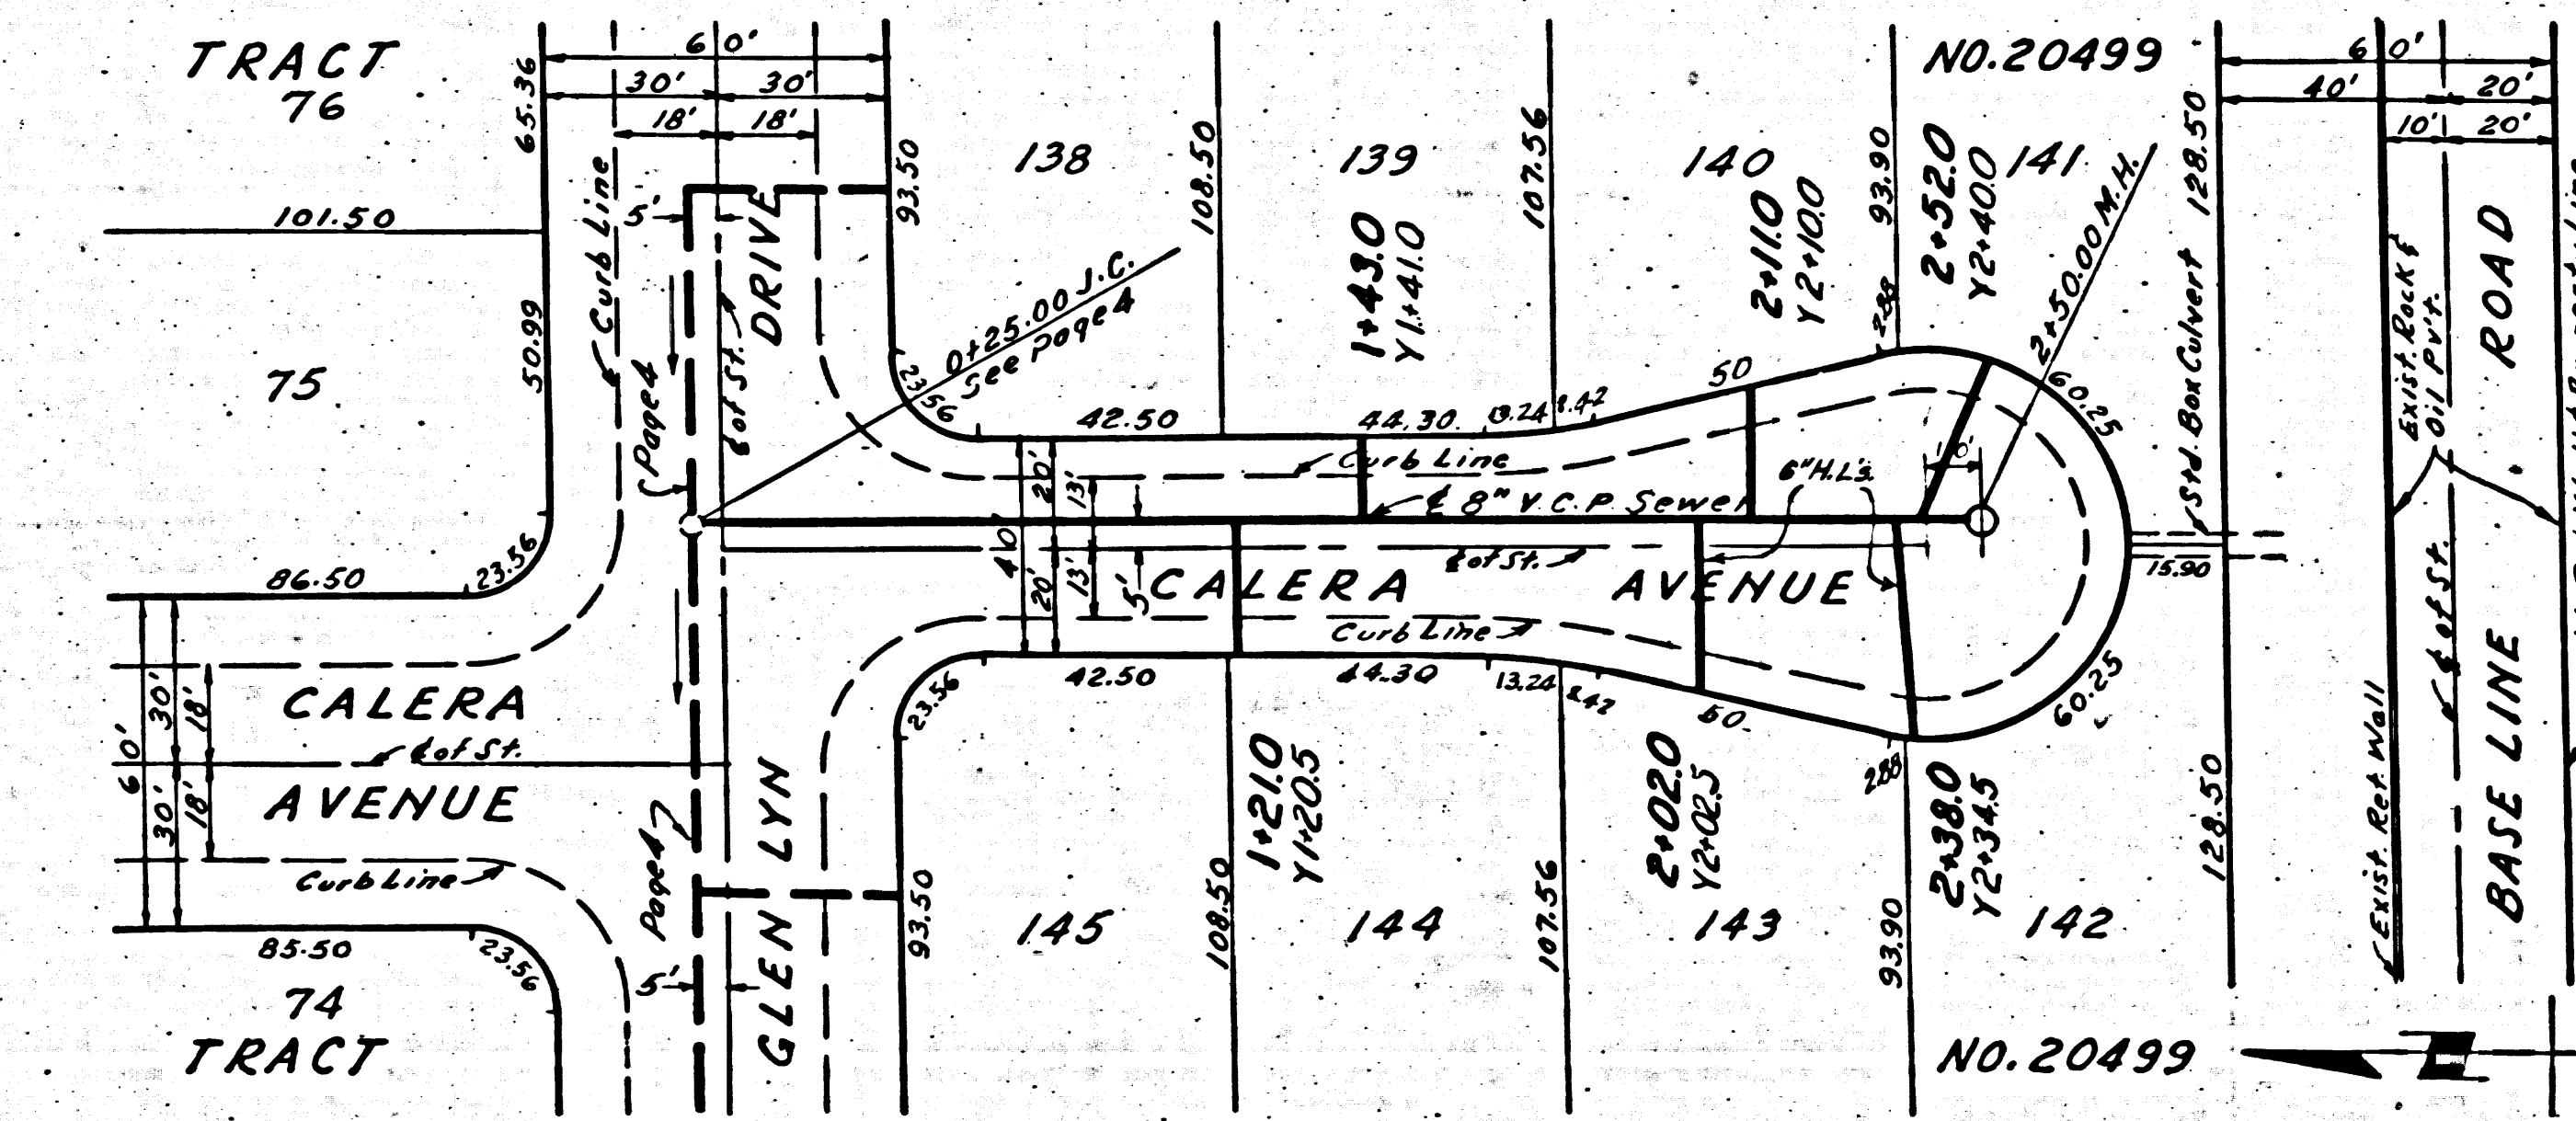 TRACT
76
101.50
75
65.36
50.99
60'
30' 30'
18' 18'
Curb Line
5'
DRIVE
℄ of St.
Page 4
93.50
23.56
0+25.00 J.C.
See page 4
138
108.50
139
1+43.0
Y1+41.0
107.56
140
2+11.0
Y2+10.0
93.90
2.88
NO. 20499
2+52.0
Y2+40.0
141
2+50.00 M.H.
128.50
Std. Box Culvert
60'
40' 20'
10' 20'
Exist. Rock &
Oil Pv't.
ROAD
42.50
44.30
13.24
8.42
50
60.25
Curb Line
℄ 8" V.C.P. Sewer
6" H.L's.
6'
20'
13'
40'
20'
13'
5'
℄ of St.
CALERA AVENUE
Curb Line
15.90
86.50
23.56
60'
30'
18'
30'
18'
CALERA
℄ of St.
AVENUE
Curb Line
85.50
23.56
74
TRACT
Page 4
5'
GLEN LYN
23.56
93.50
42.50
44.30
13.24
8.42
50
2.88
60.25
145
108.50
1+21.0
Y1+20.5
144
107.56
2+02.0
Y2+02.5
143
93.90
2+38.0
Y2+34.5
142
128.50
Exist. Ret. Wall
℄ of St.
BASE LINE
NO. 20499